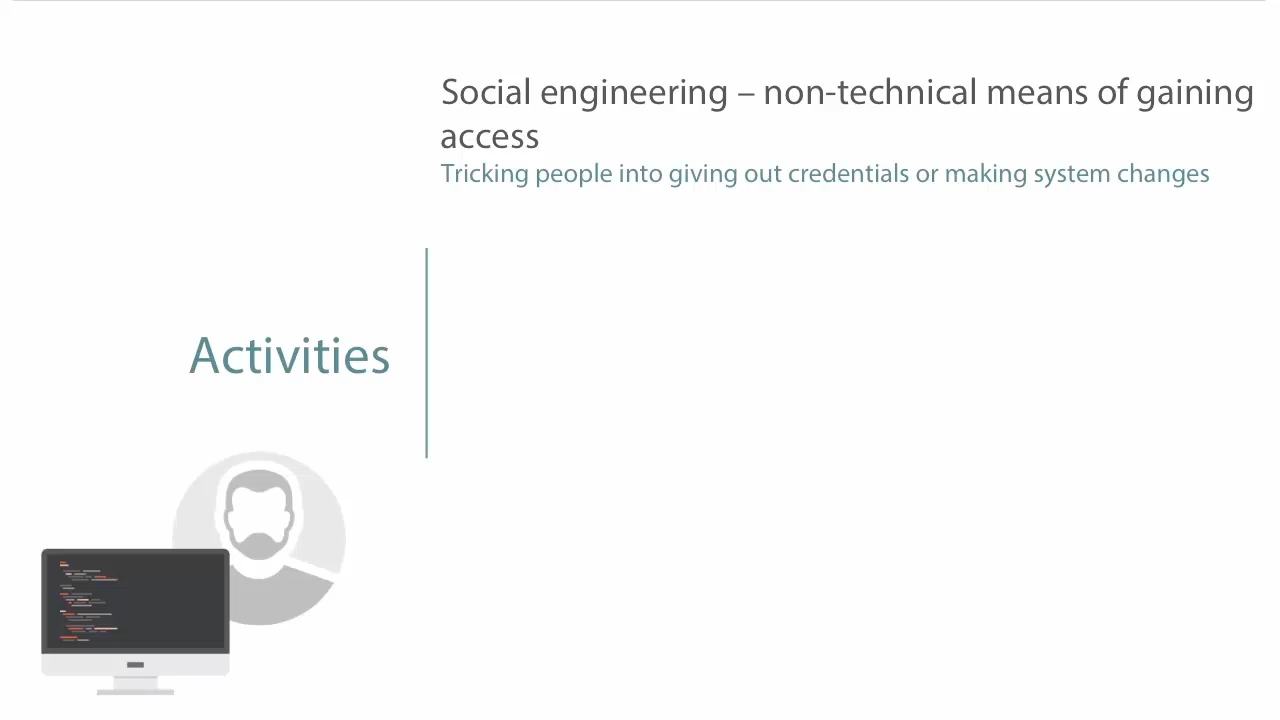 Social engineering – non-technical means of gaining
access
Tricking people into giving out credentials or making system changes
Activities